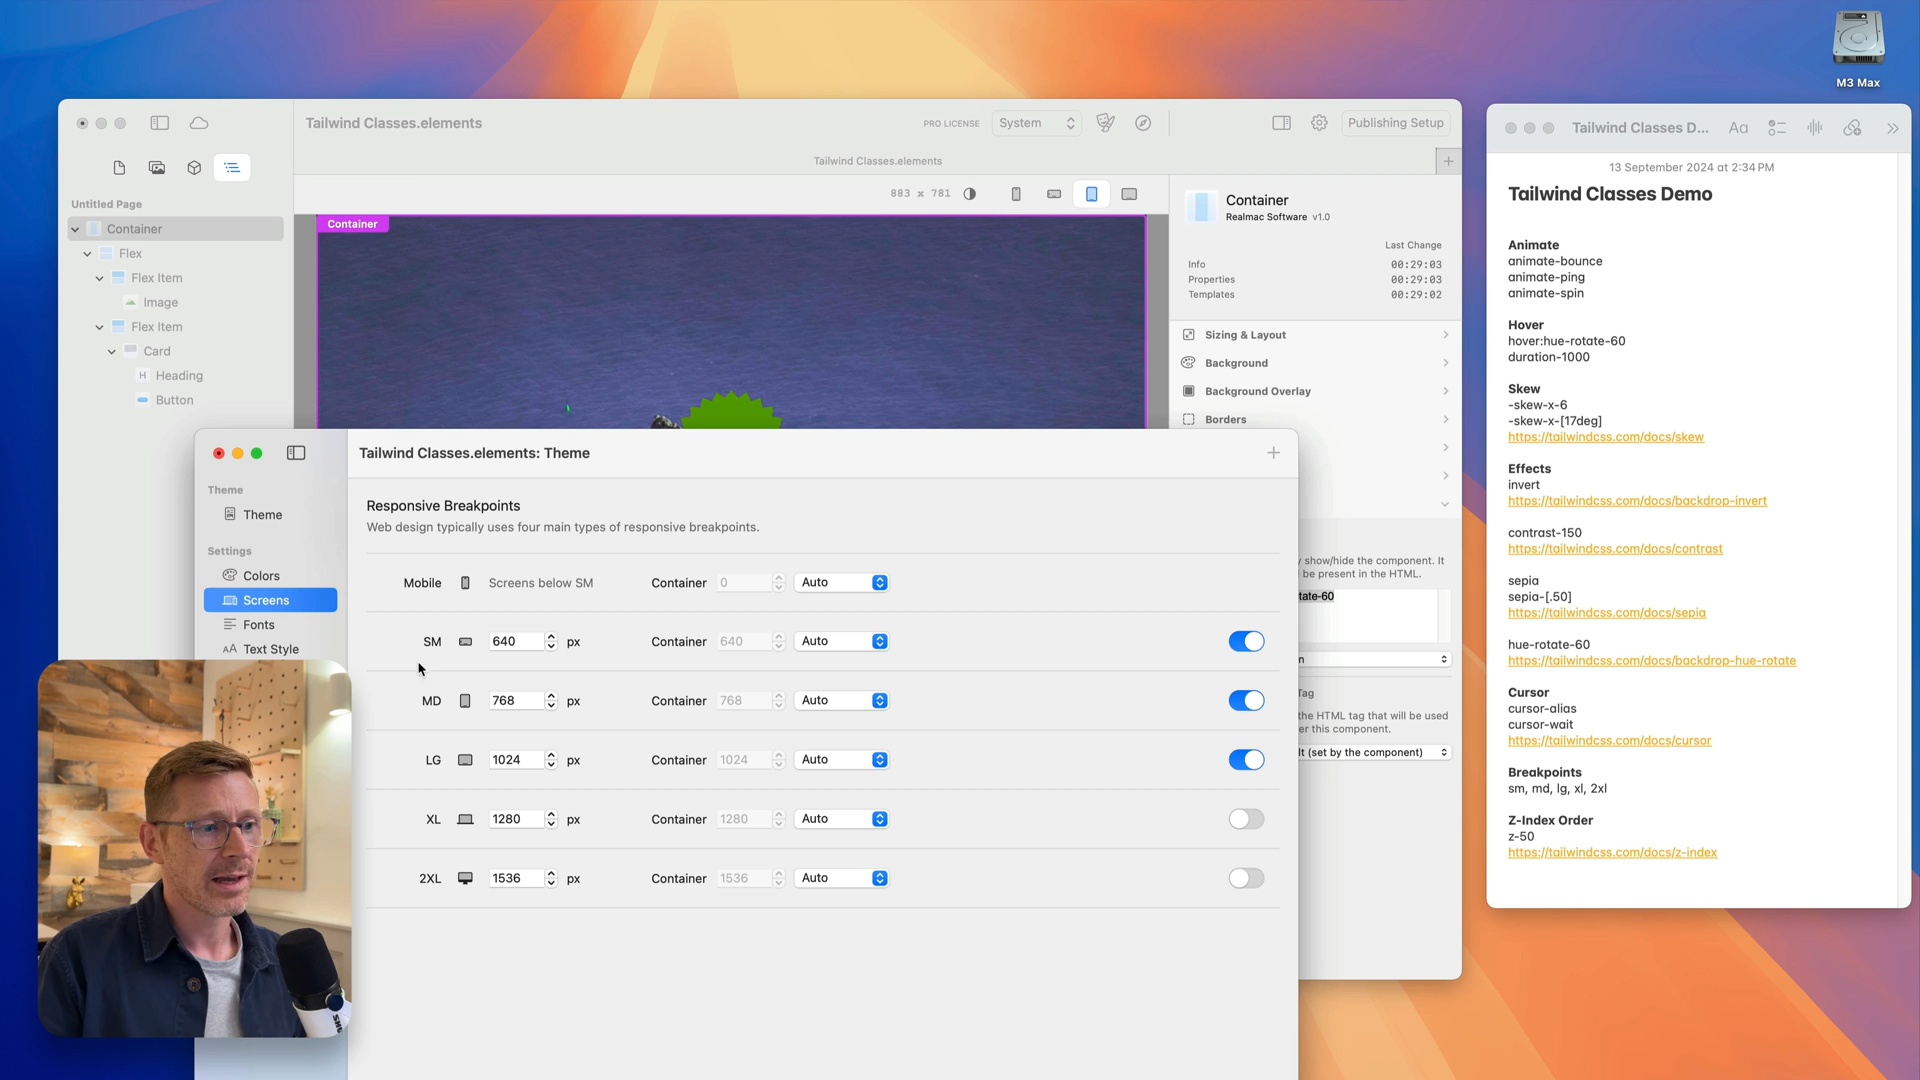 M3 Max
Tailwind Classes.elements
PRO LICENSE
System
Publishing Setup
Tailwind Classes.elements
883 x 781
Untitled Page
Container
Flex
Flex Item
Image
Flex Item
Card
H Heading
Button
Container
Container
Realmac Software v1.0
Last Change
Info 00:29:03
Properties 00:29:03
Templates 00:29:02
Sizing & Layout
Background
Background Overlay
Borders
show/hide the component. It
be present in the HTML.
tate-60
n
Tag
the HTML tag that will be used
er this component.
lt (set by the component)
Theme
Theme
Settings
Colors
Screens
Fonts
AA Text Style
Tailwind Classes.elements: Theme
Responsive Breakpoints
Web design typically uses four main types of responsive breakpoints.
Mobile Screens below SM Container 0 Auto
SM 640 px Container 640 Auto
MD 768 px Container 768 Auto
LG 1024 px Container 1024 Auto
XL 1280 px Container 1280 Auto
2XL 1536 px Container 1536 Auto
Tailwind Classes D...
Aa
13 September 2024 at 2:34 PM
Tailwind Classes Demo
Animate
animate-bounce
animate-ping
animate-spin
Hover
hover:hue-rotate-60
duration-1000
Skew
-skew-x-6
-skew-x-[17deg]
https://tailwindcss.com/docs/skew
Effects
invert
https://tailwindcss.com/docs/backdrop-invert
contrast-150
https://tailwindcss.com/docs/contrast
sepia
sepia-[.50]
https://tailwindcss.com/docs/sepia
hue-rotate-60
https://tailwindcss.com/docs/backdrop-hue-rotate
Cursor
cursor-alias
cursor-wait
https://tailwindcss.com/docs/cursor
Breakpoints
sm, md, lg, xl, 2xl
Z-Index Order
z-50
https://tailwindcss.com/docs/z-index